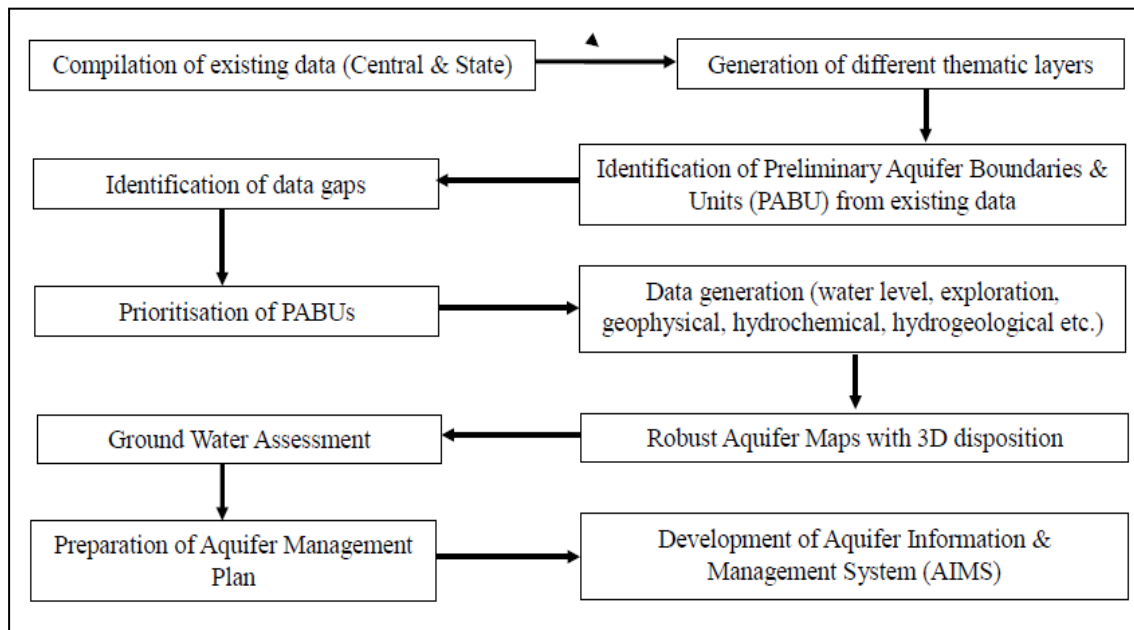 Compilation of existing data (Central & State)
Generation of different thematic layers
Identification of Preliminary Aquifer Boundaries &
Units (PABU) from existing data
Identification of data gaps
Prioritisation of PABUs
Data generation (water level, exploration,
geophysical, hydrochemical, hydrogeological etc.)
Robust Aquifer Maps with 3D disposition
Ground Water Assessment
Preparation of Aquifer Management
Plan
Development of Aquifer Information &
Management System (AIMS)